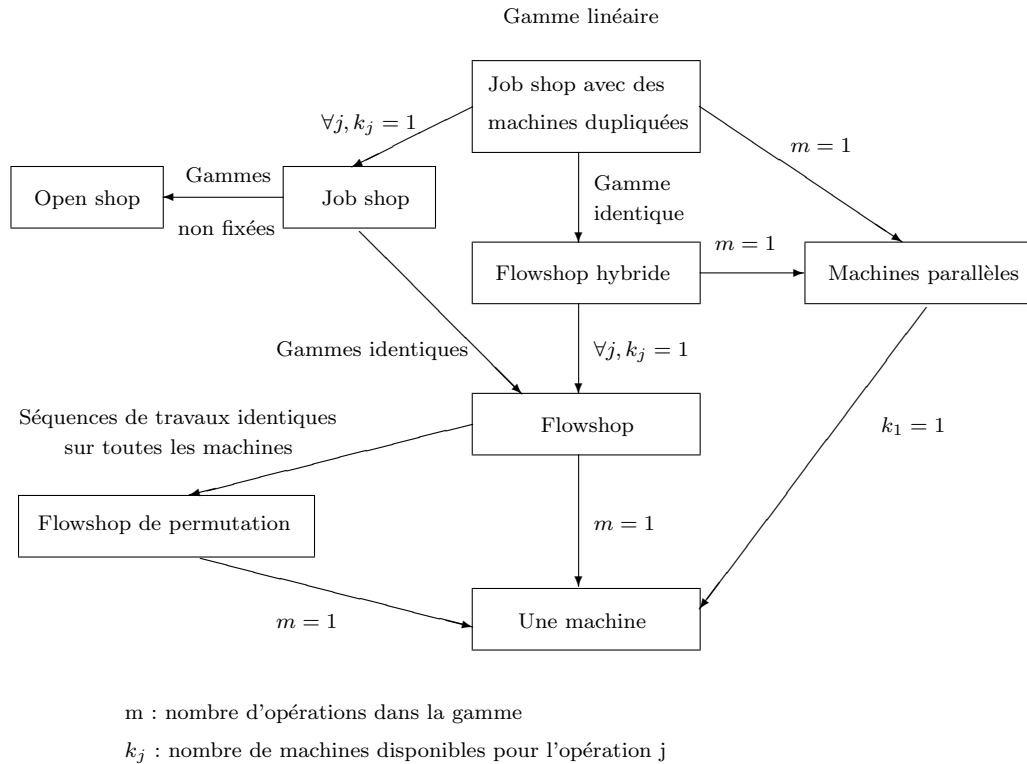 Gamme linéaire
Job shop avec des
machines dupliquées
∀j, k_j = 1
m = 1
Gammes
non fixées
Open shop
Job shop
Gamme
identique
m = 1
Flowshop hybride
Machines parallèles
Gammes identiques
∀j, k_j = 1
Séquences de travaux identiques
sur toutes les machines
Flowshop
k_1 = 1
Flowshop de permutation
m = 1
m = 1
Une machine
m : nombre d'opérations dans la gamme
k_j : nombre de machines disponibles pour l'opération j